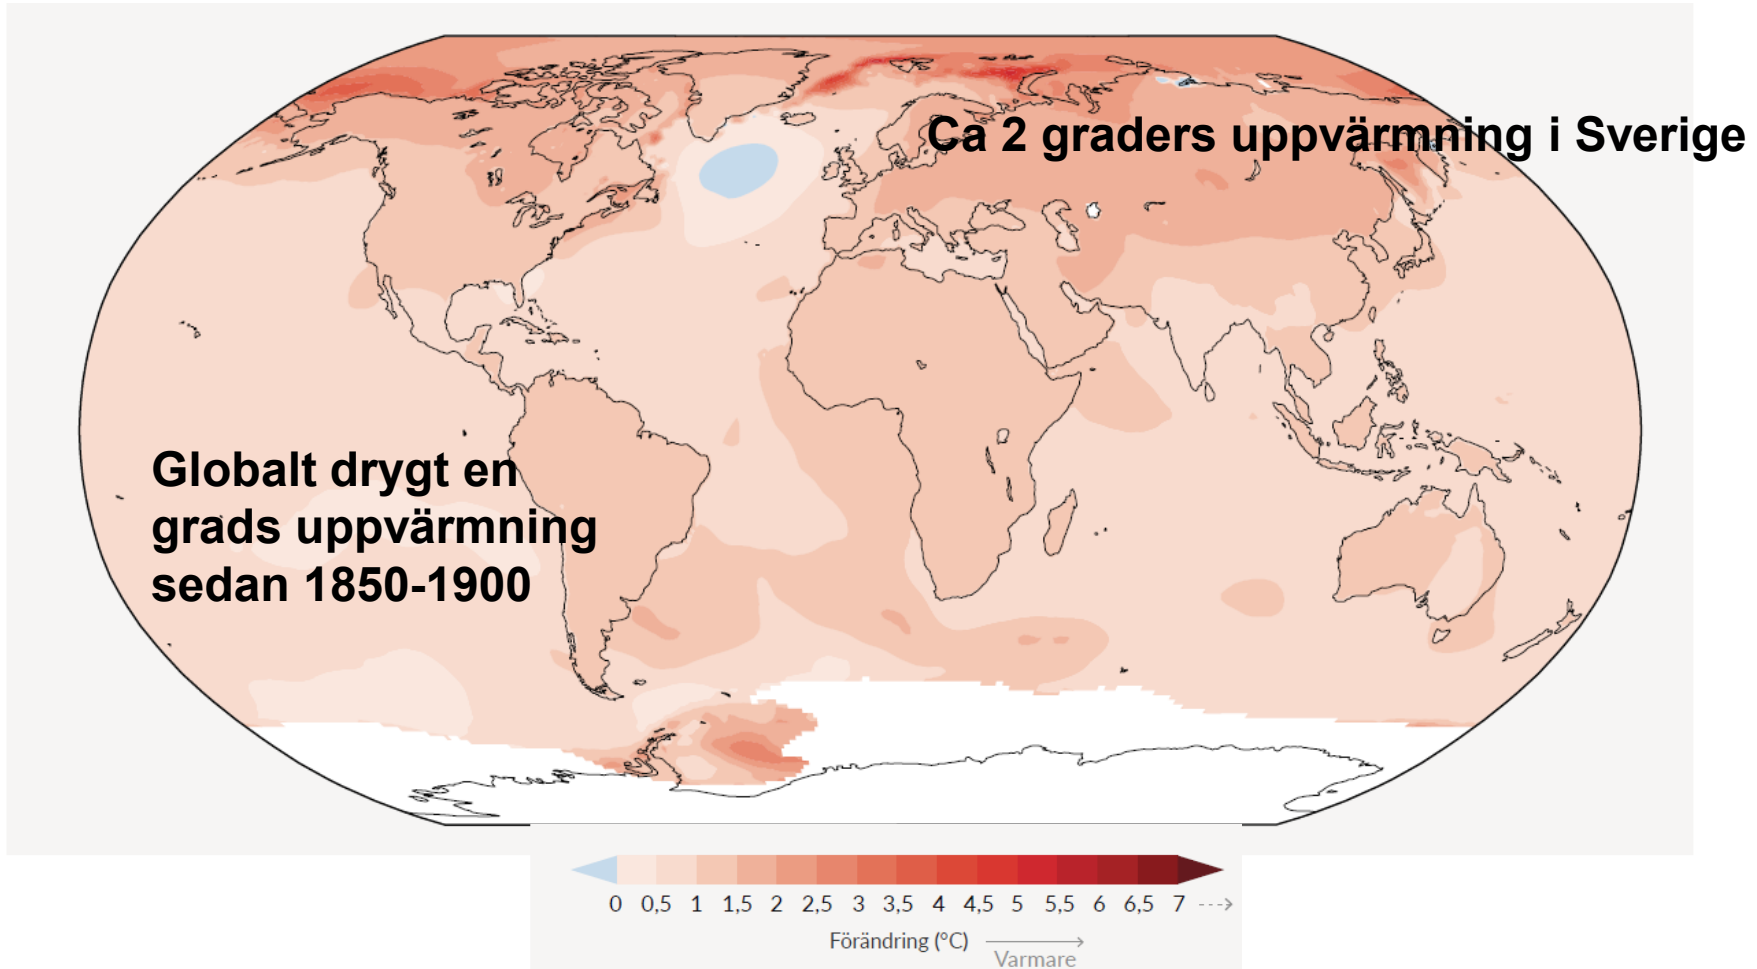 Ca 2 graders uppvärmning i Sverige
Globalt drygt en
grads uppvärmning
sedan 1850-1900
0 0,5 1 1,5 2 2,5 3 3,5 4 4,5 5 5,5 6 6,5 7
Förändring (°C)
Varmare